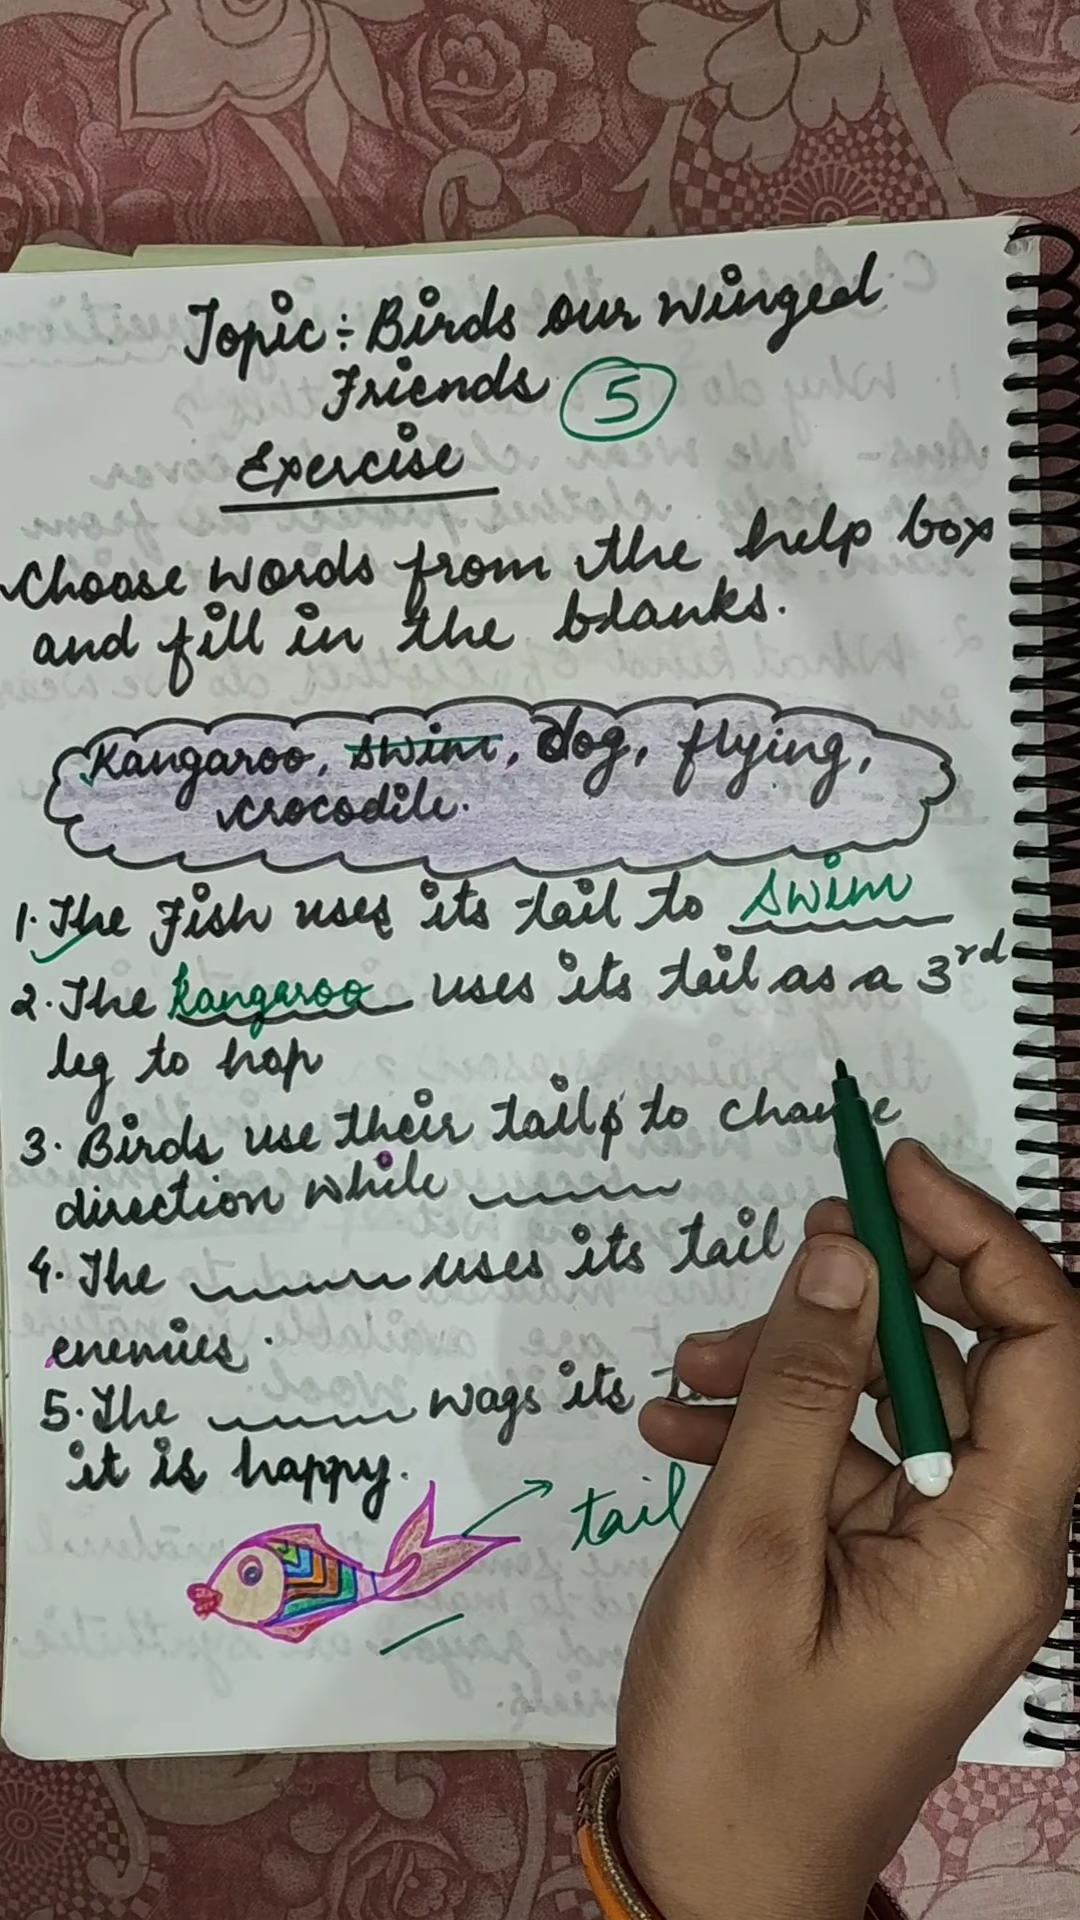 Topic:- Birds our winged
Friends 5
Exercise
Choose words from the help box
and fill in the blanks.
Kangaroo, swim, dog, flying,
crocodile.
1. The Fish uses its tail to swim
2. The kangaroo uses its tail as a 3rd
leg to hop
3. Birds use their tails to change
direction while
4. The uses its tail
enemies.
5. The wags its
it is happy.
tail